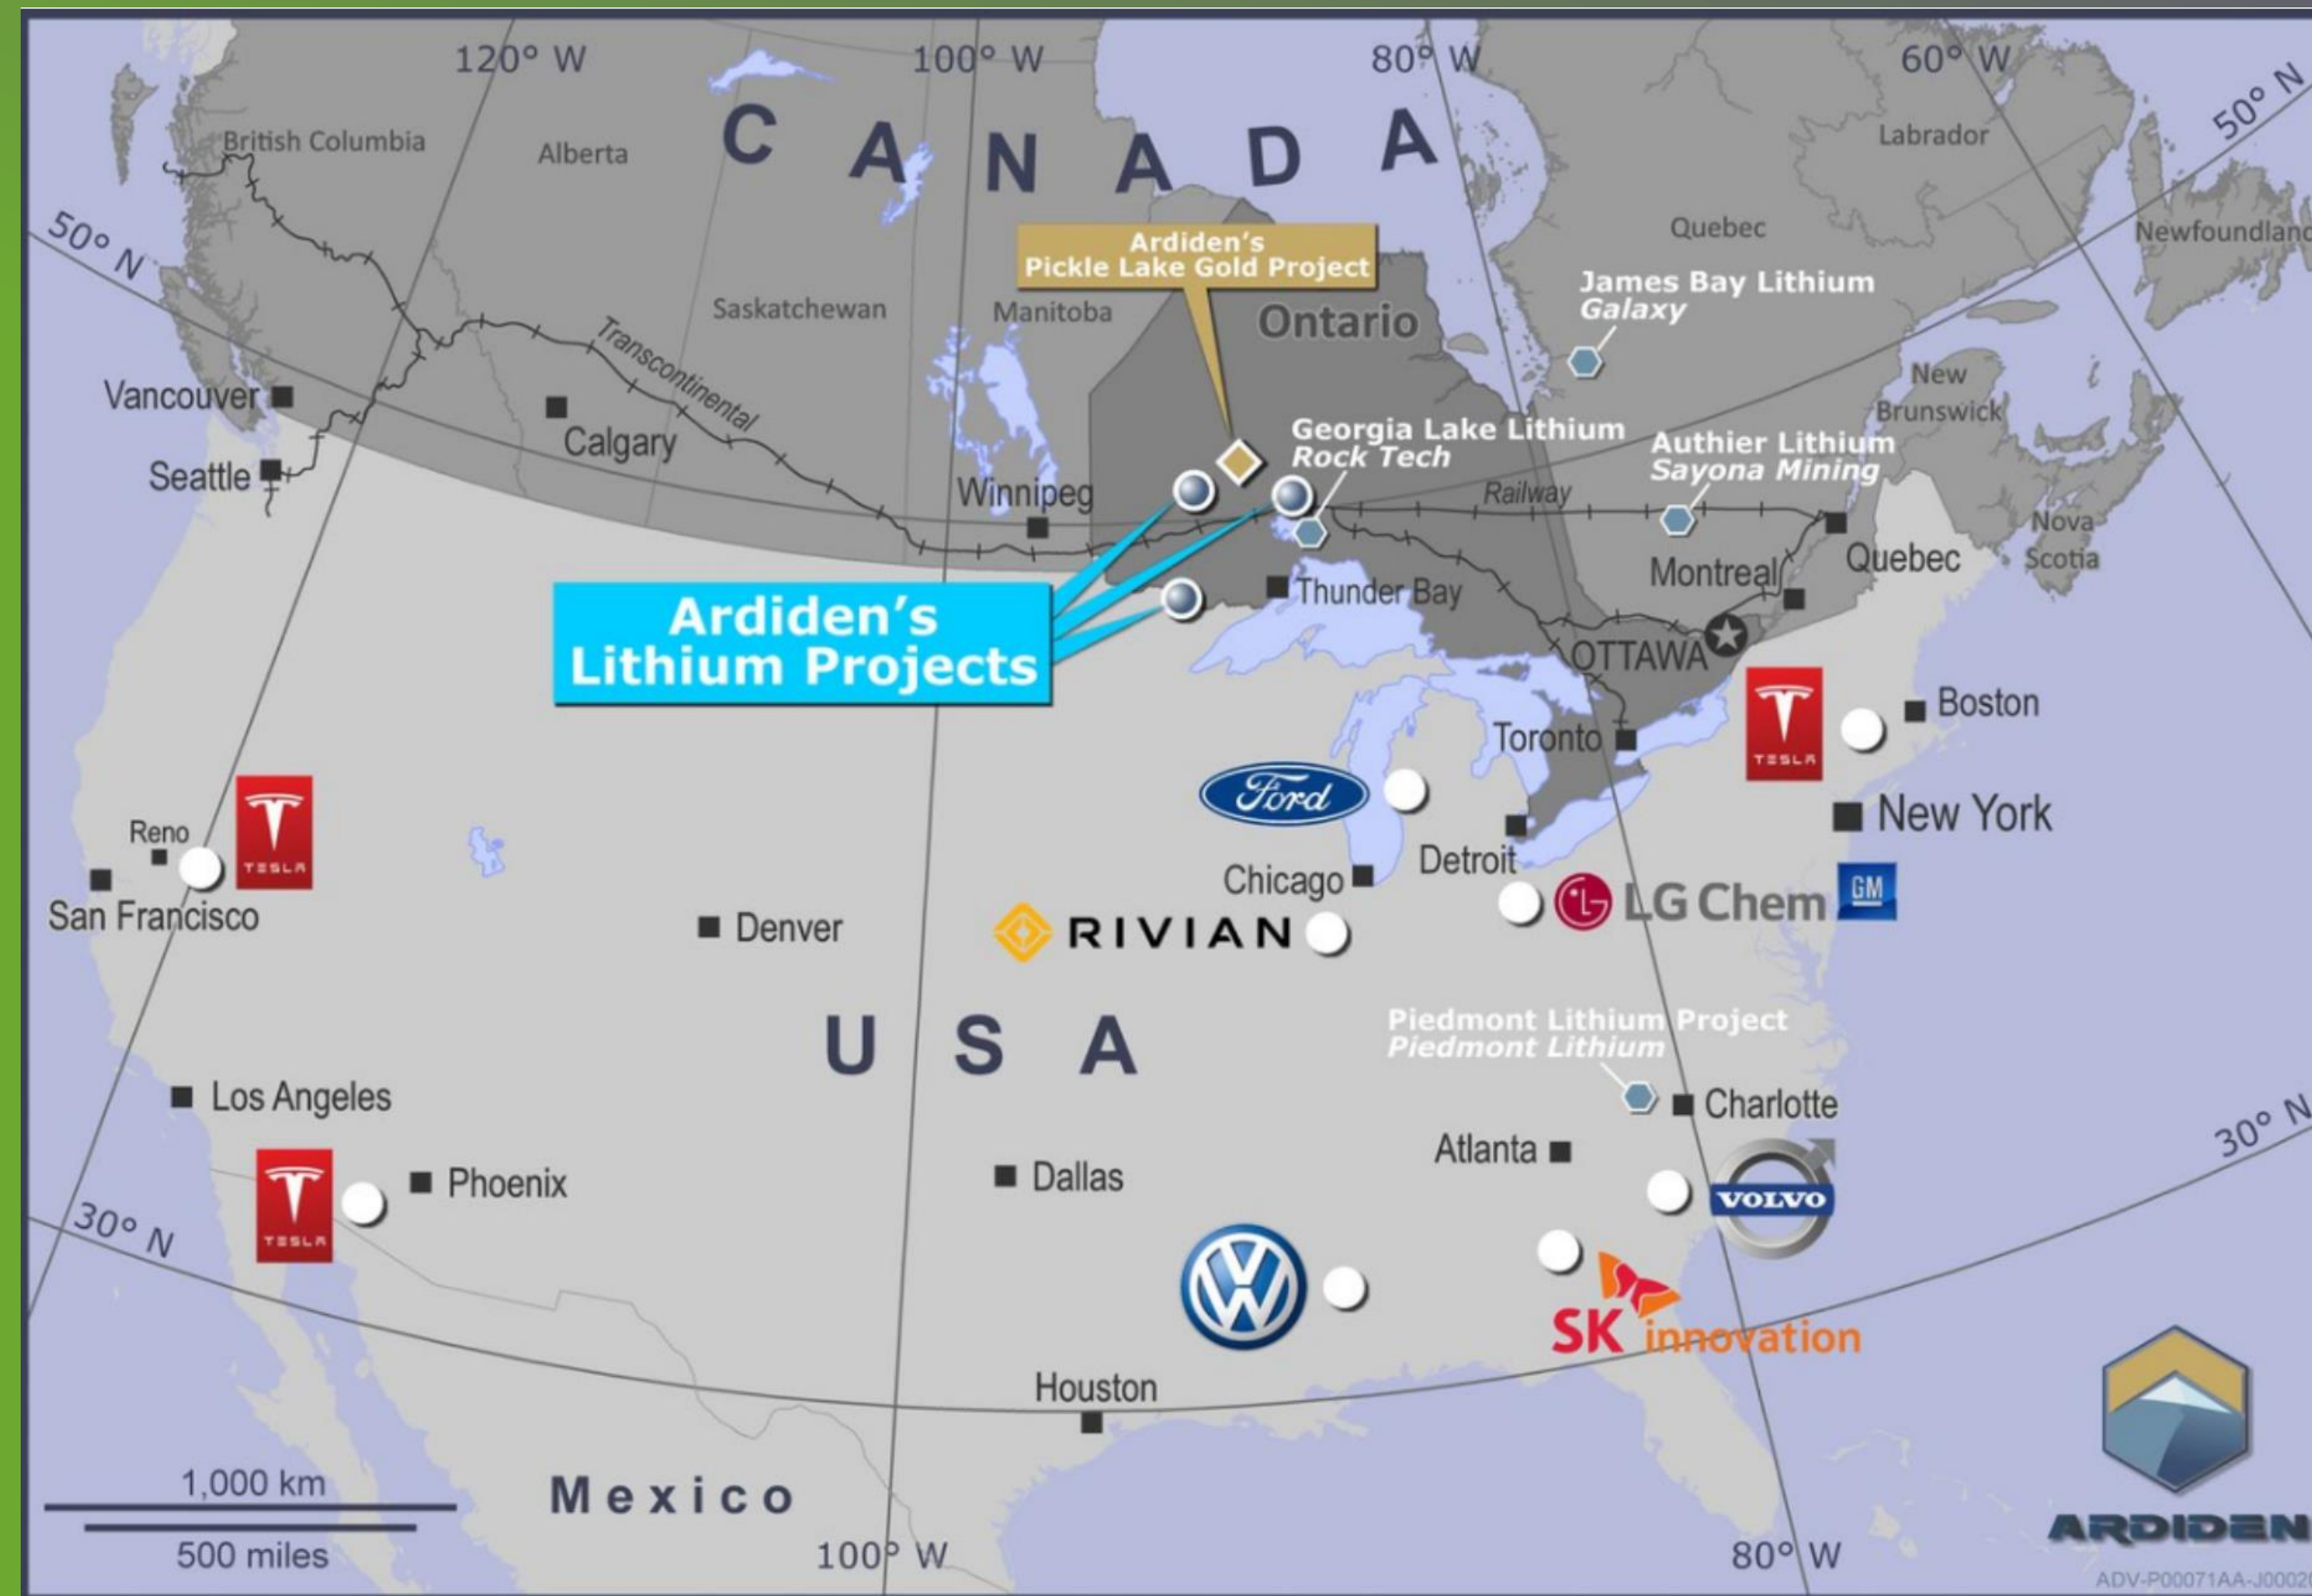 120° W
100° W
80° W
60° W
50° N
CANADA
British Columbia
Alberta
Labrador
50° N
Quebec
Newfoundland
Ardiden's
Pickle Lake Gold Project
James Bay Lithium
Galaxy
Saskatchewan
Manitoba
Ontario
Transcontinental
New
Brunswick
Vancouver
Calgary
Georgia Lake Lithium
Rock Tech
Authier Lithium
Sayona Mining
Seattle
Winnipeg
Railway
Nova
Scotia
Quebec
Montreal
Thunder Bay
Ardiden's
Lithium Projects
OTTAWA
TESLA
Boston
Toronto
Ford
TESLA
Reno
New York
San Francisco
Chicago
Detroit
LG Chem
GM
Denver
RIVIAN
USA
Piedmont Lithium Project
Piedmont Lithium
Los Angeles
Charlotte
30° N
Atlanta
TESLA
Phoenix
Dallas
VOLVO
30° N
VW
SK innovation
Houston
1,000 km
500 miles
Mexico
100° W
80° W
ARDIDEN